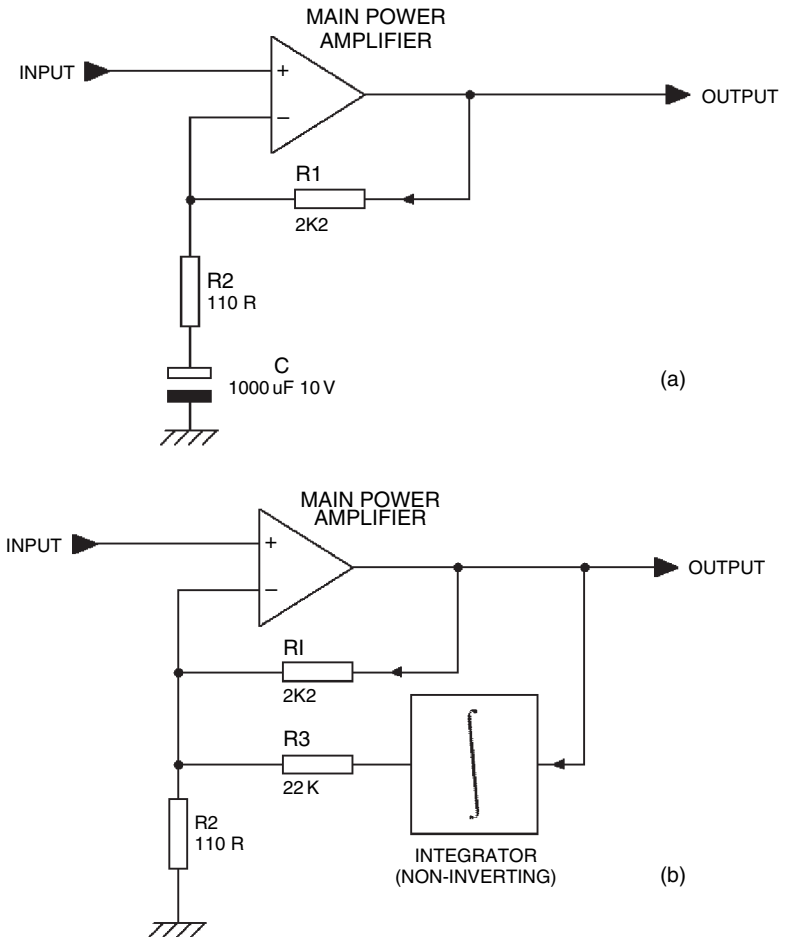 MAIN POWER
AMPLIFIER
INPUT
+
−
OUTPUT
R1
2K2
R2
110 R
C
1000 uF 10 V
(a)
MAIN POWER
AMPLIFIER
INPUT
+
−
OUTPUT
RI
2K2
R3
22 K
R2
110 R
INTEGRATOR
(NON-INVERTING)
(b)